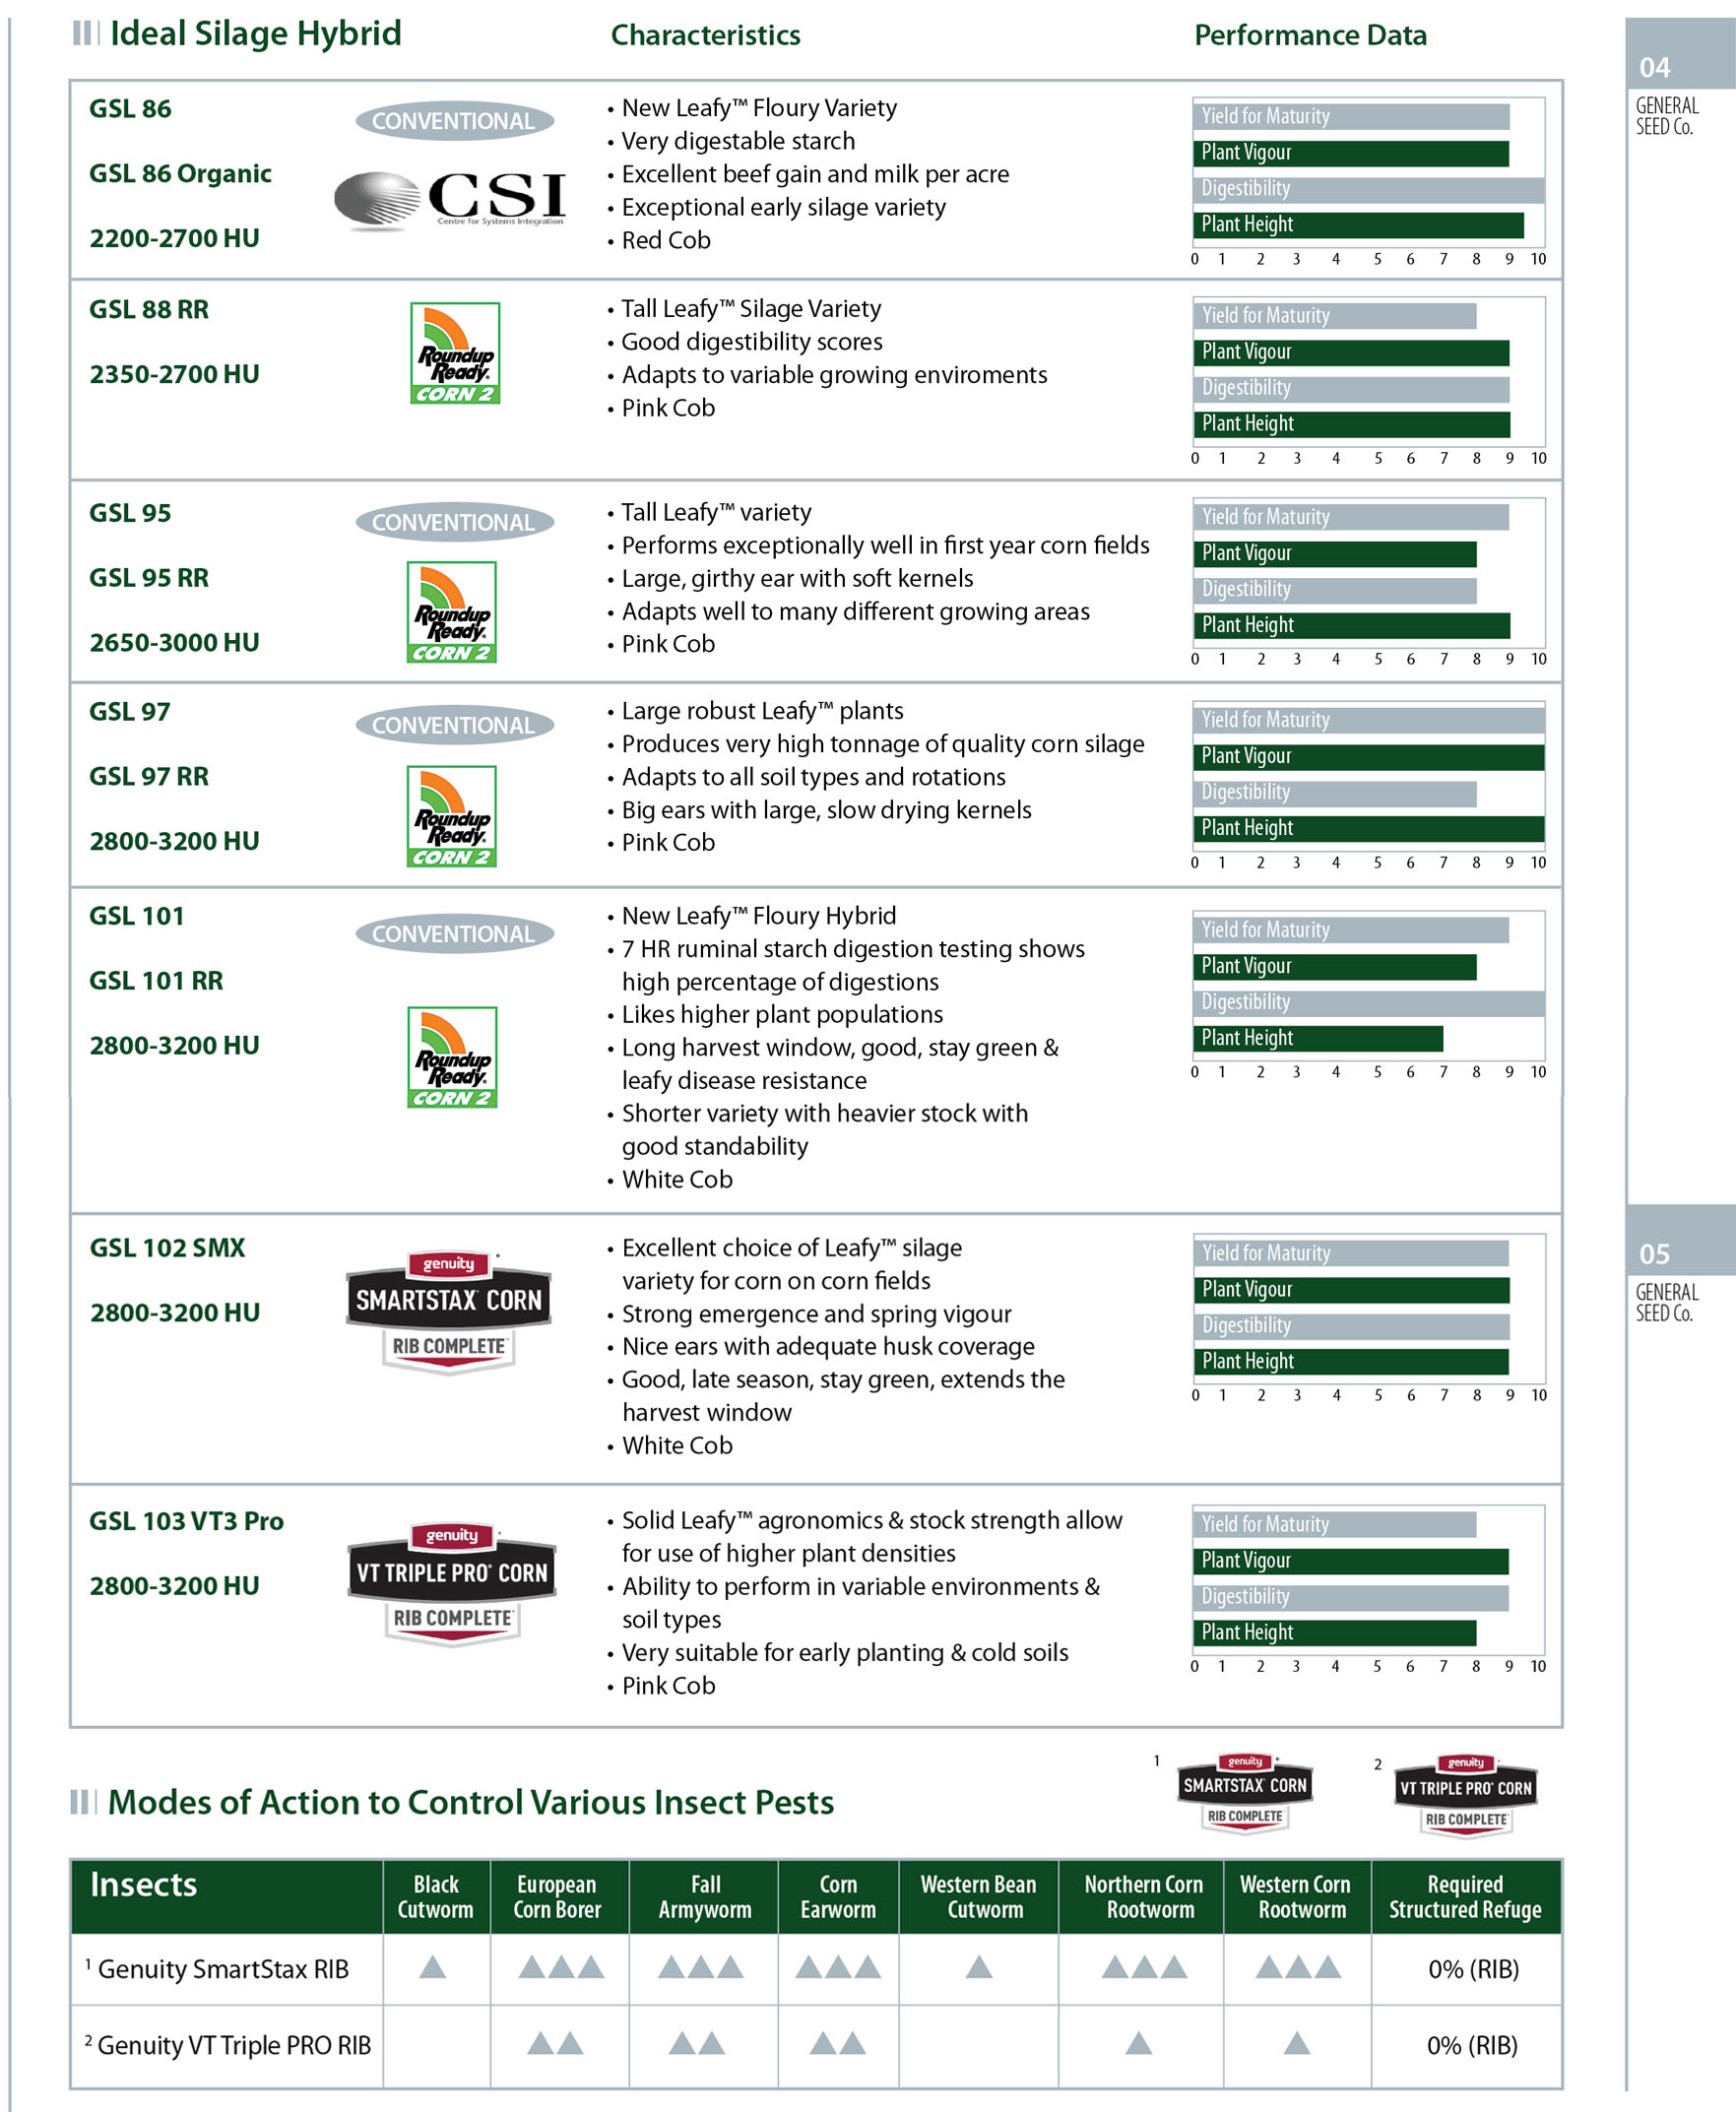 Ideal Silage Hybrid
Characteristics
Performance Data
04
GENERAL
SEED Co.
GSL 86
GSL 86 Organic
2200-2700 HU
CONVENTIONAL
CSI
Centre for Systems Integration
• New Leafy™ Floury Variety
• Very digestable starch
• Excellent beef gain and milk per acre
• Exceptional early silage variety
• Red Cob
Yield for Maturity
Plant Vigour
Digestibility
Plant Height
0 1 2 3 4 5 6 7 8 9 10
GSL 88 RR
2350-2700 HU
Roundup
Ready®
CORN 2
• Tall Leafy™ Silage Variety
• Good digestibility scores
• Adapts to variable growing enviroments
• Pink Cob
Yield for Maturity
Plant Vigour
Digestibility
Plant Height
0 1 2 3 4 5 6 7 8 9 10
GSL 95
GSL 95 RR
2650-3000 HU
CONVENTIONAL
Roundup
Ready®
CORN 2
• Tall Leafy™ variety
• Performs exceptionally well in first year corn fields
• Large, girthy ear with soft kernels
• Adapts well to many different growing areas
• Pink Cob
Yield for Maturity
Plant Vigour
Digestibility
Plant Height
0 1 2 3 4 5 6 7 8 9 10
GSL 97
GSL 97 RR
2800-3200 HU
CONVENTIONAL
Roundup
Ready®
CORN 2
• Large robust Leafy™ plants
• Produces very high tonnage of quality corn silage
• Adapts to all soil types and rotations
• Big ears with large, slow drying kernels
• Pink Cob
Yield for Maturity
Plant Vigour
Digestibility
Plant Height
0 1 2 3 4 5 6 7 8 9 10
GSL 101
GSL 101 RR
2800-3200 HU
CONVENTIONAL
Roundup
Ready®
CORN 2
• New Leafy™ Floury Hybrid
• 7 HR ruminal starch digestion testing shows
high percentage of digestions
• Likes higher plant populations
• Long harvest window, good, stay green &
leafy disease resistance
• Shorter variety with heavier stock with
good standability
• White Cob
Yield for Maturity
Plant Vigour
Digestibility
Plant Height
0 1 2 3 4 5 6 7 8 9 10
05
GENERAL
SEED Co.
GSL 102 SMX
2800-3200 HU
genuity®
SMARTSTAX® CORN
RIB COMPLETE™
• Excellent choice of Leafy™ silage
variety for corn on corn fields
• Strong emergence and spring vigour
• Nice ears with adequate husk coverage
• Good, late season, stay green, extends the
harvest window
• White Cob
Yield for Maturity
Plant Vigour
Digestibility
Plant Height
0 1 2 3 4 5 6 7 8 9 10
GSL 103 VT3 Pro
2800-3200 HU
genuity®
VT TRIPLE PRO® CORN
RIB COMPLETE™
• Solid Leafy™ agronomics & stock strength allow
for use of higher plant densities
• Ability to perform in variable environments &
soil types
• Very suitable for early planting & cold soils
• Pink Cob
Yield for Maturity
Plant Vigour
Digestibility
Plant Height
0 1 2 3 4 5 6 7 8 9 10
Modes of Action to Control Various Insect Pests
1
genuity®
SMARTSTAX® CORN
RIB COMPLETE™
2
genuity®
VT TRIPLE PRO® CORN
RIB COMPLETE™
Insects
Black
Cutworm
European
Corn Borer
Fall
Armyworm
Corn
Earworm
Western Bean
Cutworm
Northern Corn
Rootworm
Western Corn
Rootworm
Required
Structured Refuge
1 Genuity SmartStax RIB
0% (RIB)
2 Genuity VT Triple PRO RIB
0% (RIB)